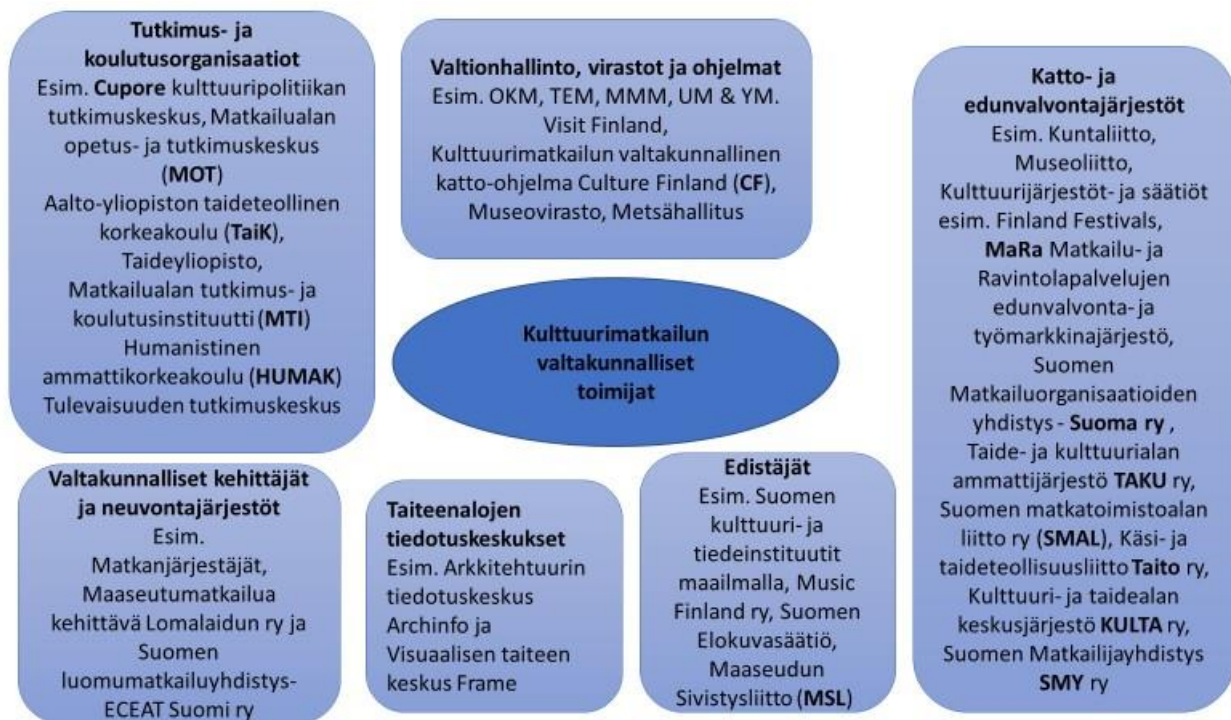 Tutkimus- ja
koulutusorganisaatiot
Esim. Cupore kulttuuripolitiikan
tutkimuskeskus, Matkailualan
opetus- ja tutkimuskeskus
(MOT)
Aalto-yliopiston taideteollinen
korkeakoulu (TaiK),
Taideyliopisto,
Matkailualan tutkimus- ja
koulutusinstituutti (MTI)
Humanistinen
ammattikorkeakoulu (HUMAK)
Tulevaisuuden tutkimuskeskus
Valtionhallinto, virastot ja ohjelmat
Esim. OKM, TEM, MMM, UM & YM.
Visit Finland,
Kulttuurimatkailun valtakunnallinen
katto-ohjelma Culture Finland (CF),
Museovirasto, Metsähallitus
Katto- ja
edunvalvontajärjestöt
Esim. Kuntaliitto,
Museoliitto,
Kulttuurijärjestöt- ja säätiöt
esim. Finland Festivals,
MaRa Matkailu- ja
Ravintolapalvelujen
edunvalvonta- ja
työmarkkinajärjestö,
Suomen
Matkailuorganisaatioiden
yhdistys - Suoma ry ,
Taide- ja kulttuurialan
ammattijärjestö TAKU ry,
Suomen matkatoimistoalan
liitto ry (SMAL), Käsi- ja
taideteollisuusliitto Taito ry,
Kulttuuri- ja taidealan
keskusjärjestö KULTA ry,
Suomen Matkailijayhdistys
SMY ry
Kulttuurimatkailun
valtakunnalliset
toimijat
Valtakunnalliset kehittäjät
ja neuvontajärjestöt
Esim.
Matkanjärjestäjät,
Maaseutumatkailua
kehittävä Lomalaidun ry ja
Suomen
luomumatkailuyhdistys-
ECEAT Suomi ry
Taiteenalojen
tiedotuskeskukset
Esim. Arkkitehtuurin
tiedotuskeskus
Archinfo ja
Visuaalisen taiteen
keskus Frame
Edistäjät
Esim. Suomen
kulttuuri- ja
tiedeinstituutit
maailmalla, Music
Finland ry, Suomen
Elokuvasäätiö,
Maaseudun
Sivistysliitto (MSL)